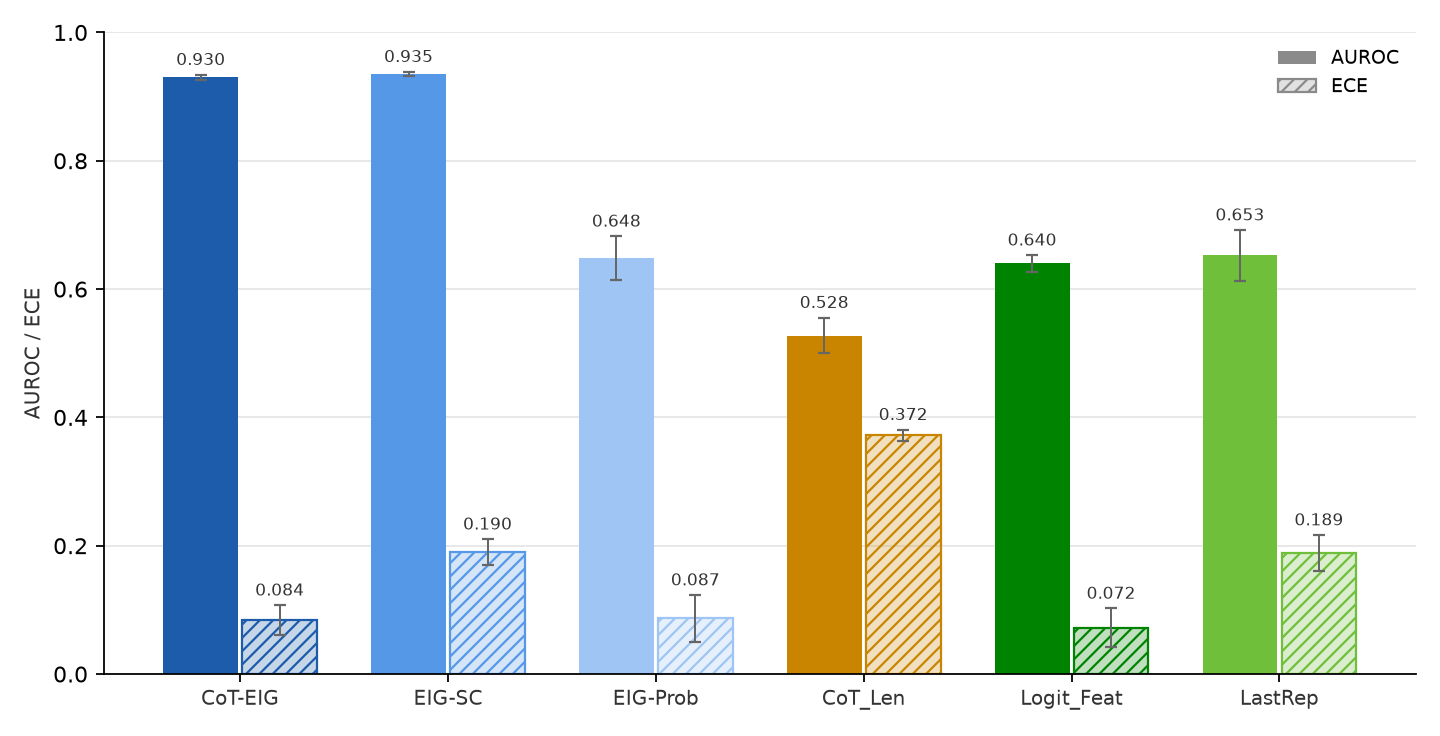 AUROC / ECE
1.0
0.8
0.6
0.4
0.2
0.0
AUROC
ECE
0.930
0.084
0.935
0.190
0.648
0.087
0.528
0.372
0.640
0.072
0.653
0.189
CoT-EIG
EIG-SC
EIG-Prob
CoT_Len
Logit_Feat
LastRep